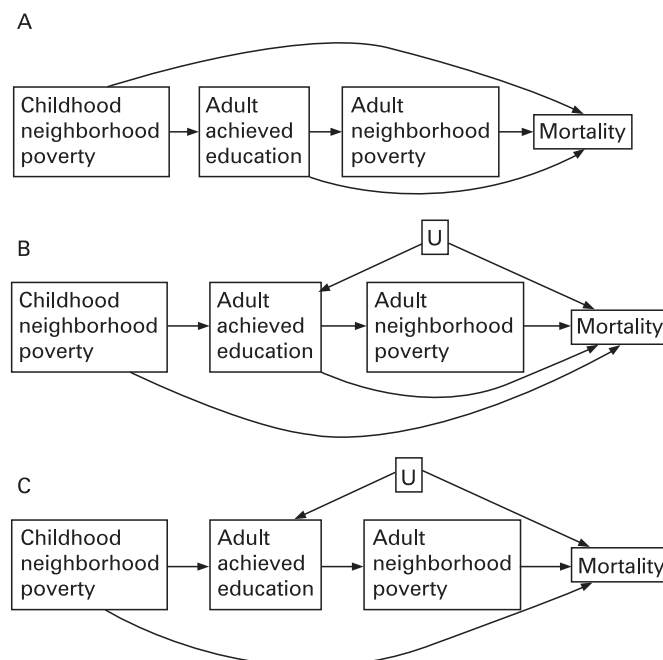 A
Childhood
neighborhood
poverty
Adult
achieved
education
Adult
neighborhood
poverty
Mortality
B
U
Childhood
neighborhood
poverty
Adult
achieved
education
Adult
neighborhood
poverty
Mortality
C
U
Childhood
neighborhood
poverty
Adult
achieved
education
Adult
neighborhood
poverty
Mortality